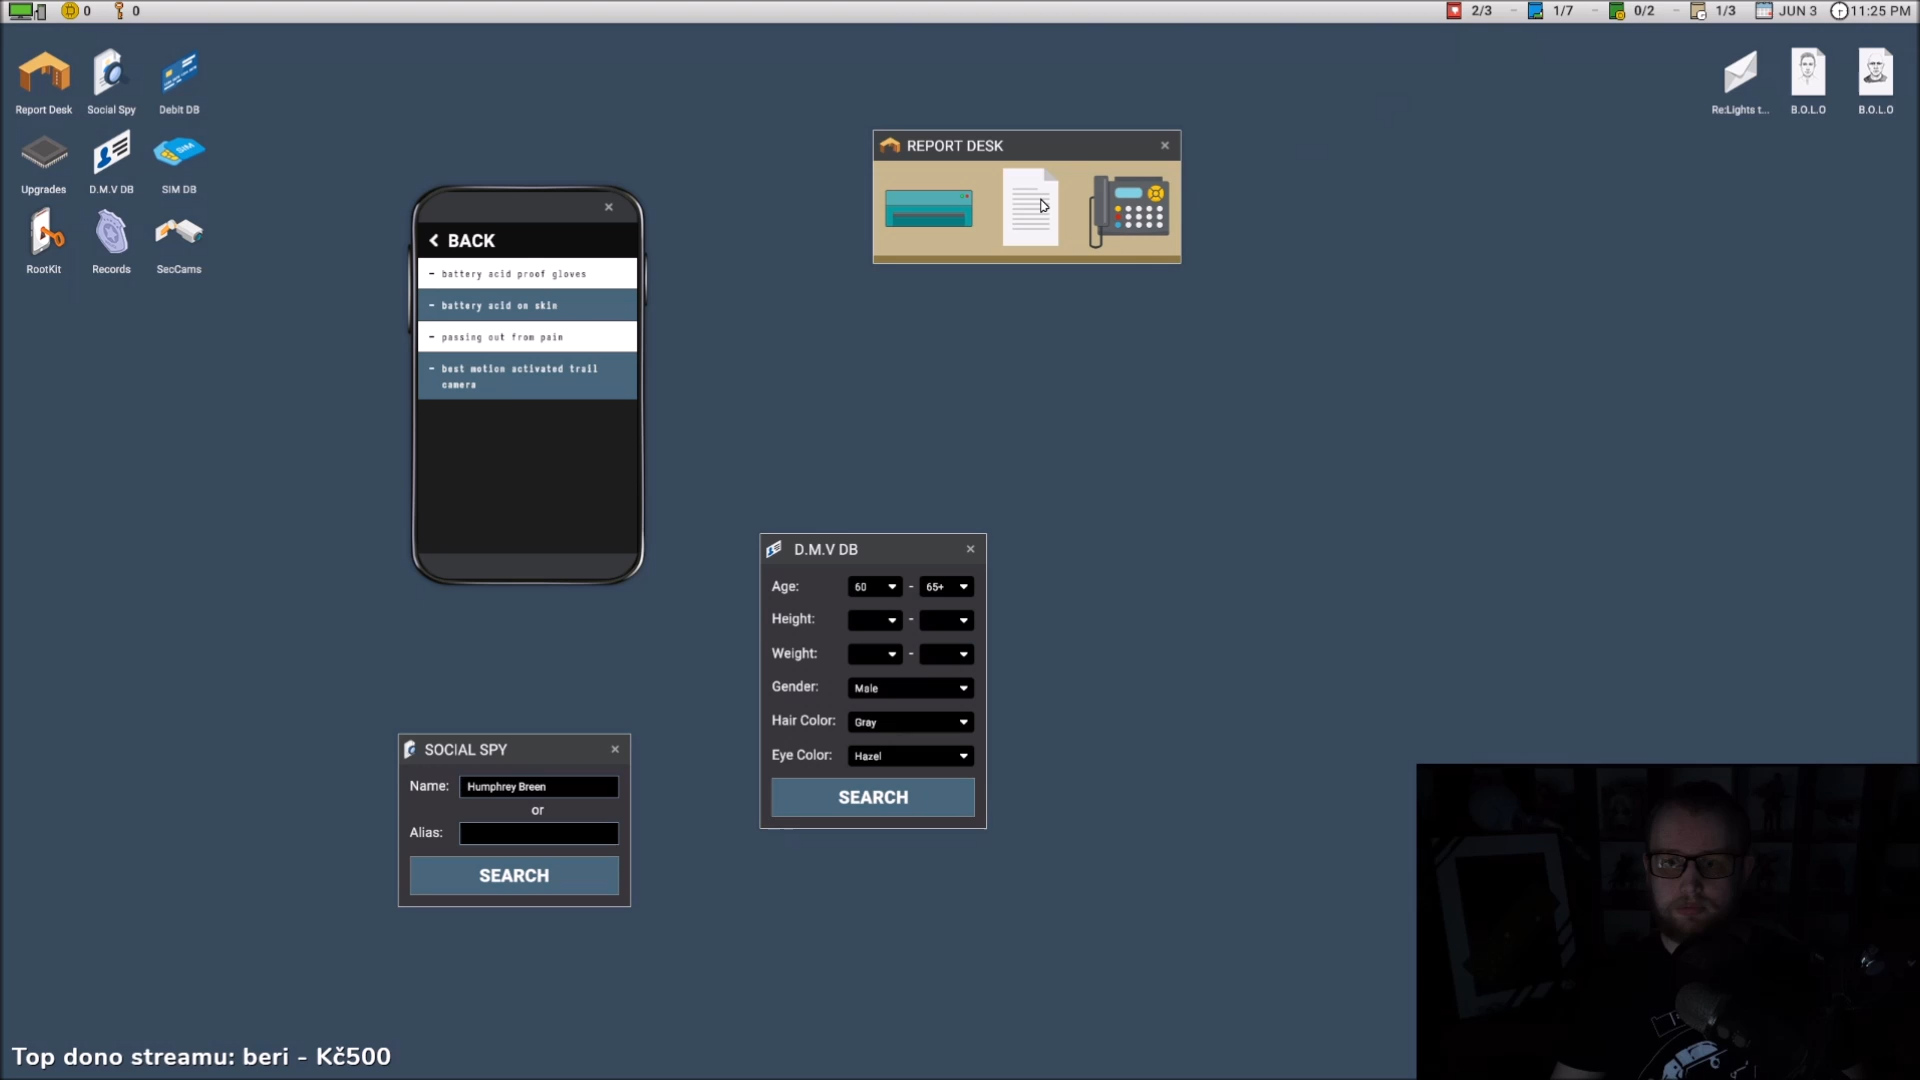 0 0 2/3 - 1/7 - 0/2 - 1/3 JUN 3 11:25 PM
Report Desk Social Spy Debit DB
Upgrades D.M.V DB SIM DB
RootKit Records SecCams
Re:Lights t... B.O.L.O B.O.L.O
REPORT DESK
BACK
- battery acid proof gloves
- battery acid on skin
- passing out from pain
- best motion activated trail
camera
D.M.V DB
Age: 60 - 65+
Height: -
Weight: -
Gender: Male
Hair Color: Gray
Eye Color: Hazel
SEARCH
SOCIAL SPY
Name: Humphrey Breen
or
Alias:
SEARCH
Top dono streamu: beri - Kč500